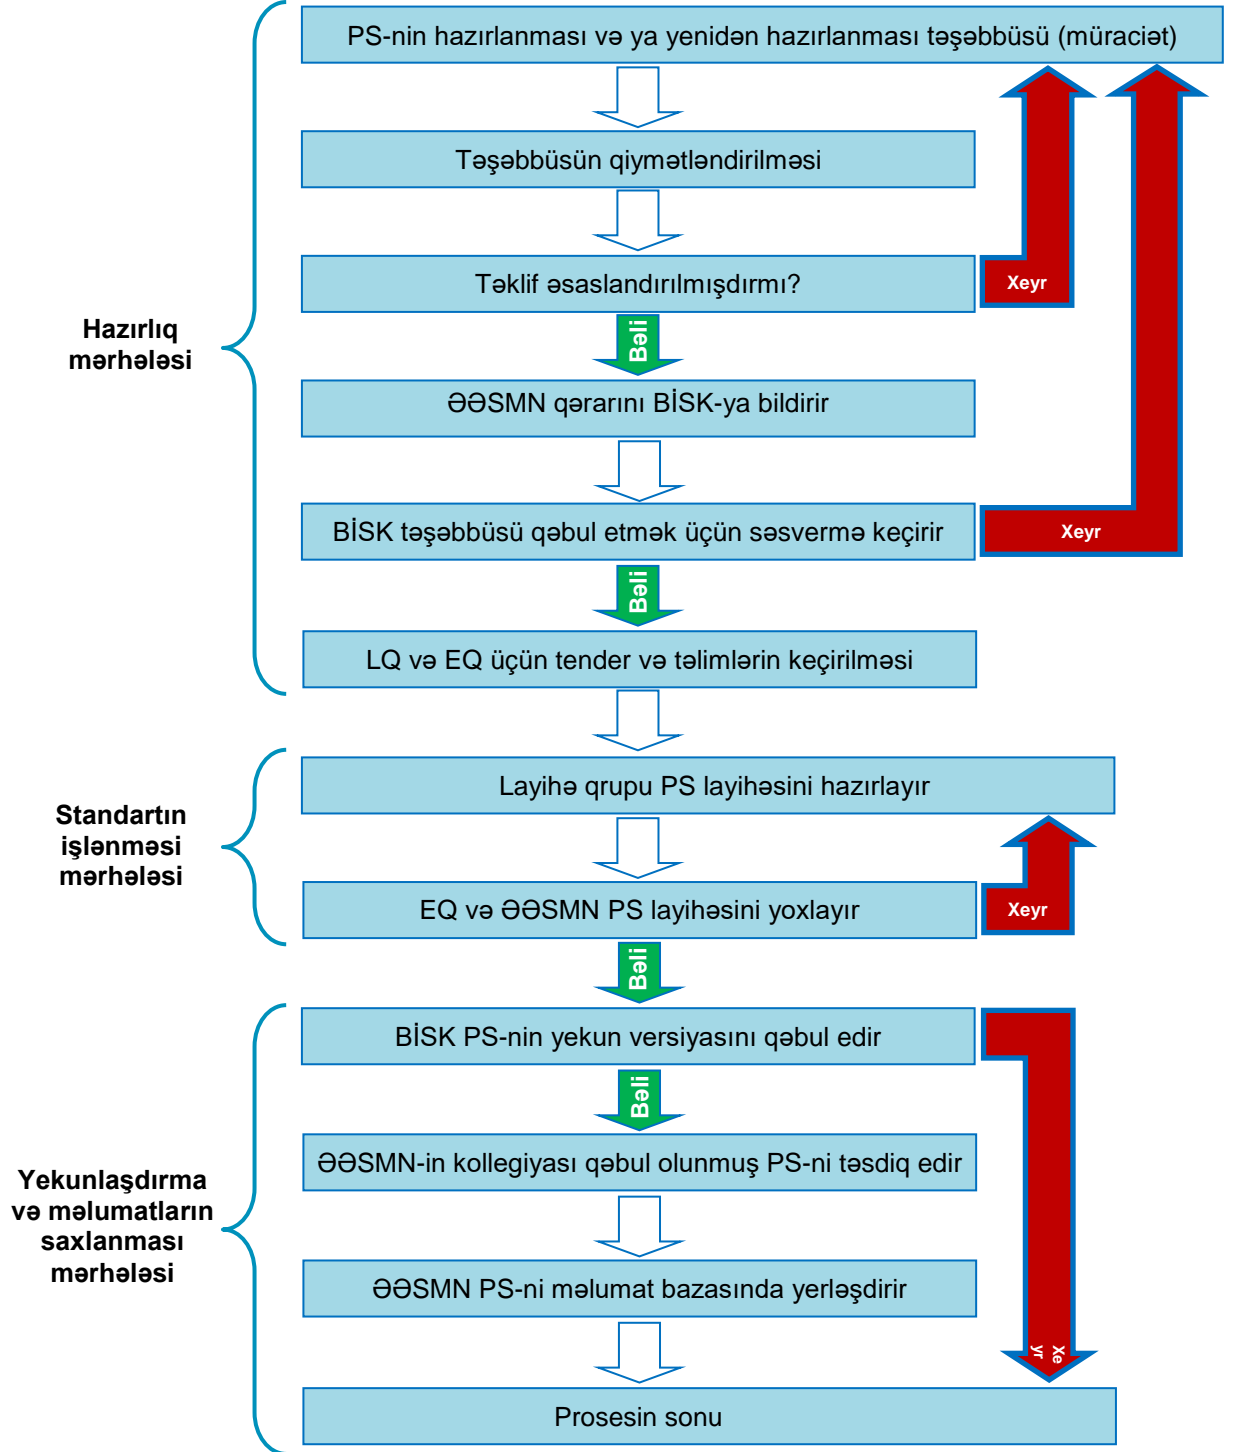 PS-nin hazırlanması və ya yenidən hazırlanması təşəbbüsü (müraciət)
Təşəbbüsün qiymətləndirilməsi
Təklif əsaslandırılmışdırmı?
Xeyr
Bəli
Hazırlıq
mərhələsi
ƏƏSMN qərarını BİSK-ya bildirir
BİSK təşəbbüsü qəbul etmək üçün səsvermə keçirir
Xeyr
Bəli
LQ və EQ üçün tender və təlimlərin keçirilməsi
Layihə qrupu PS layihəsini hazırlayır
Standartın
işlənməsi
mərhələsi
EQ və ƏƏSMN PS layihəsini yoxlayır
Xeyr
Bəli
BİSK PS-nin yekun versiyasını qəbul edir
Bəli
ƏƏSMN-in kollegiyası qəbul olunmuş PS-ni təsdiq edir
Yekunlaşdırma
və məlumatların
saxlanması
mərhələsi
ƏƏSMN PS-ni məlumat bazasında yerləşdirir
Xe
yr
Prosesin sonu